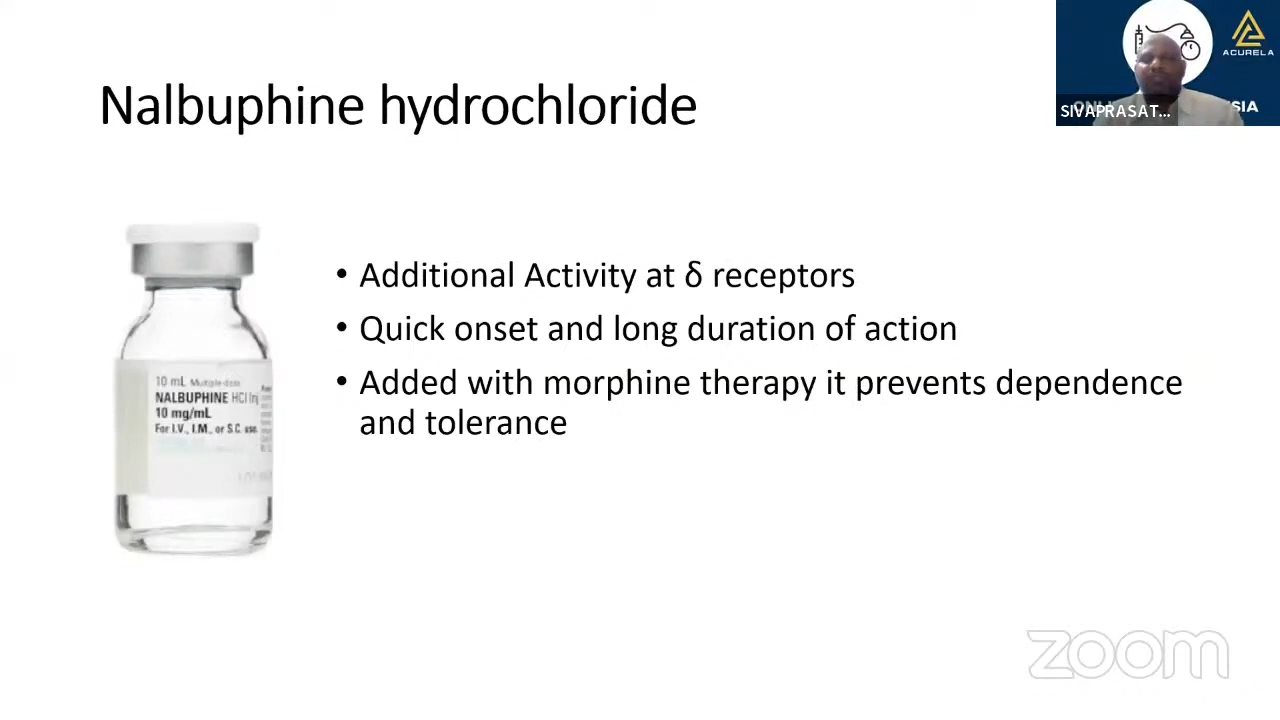 ACURELA
SIA
SIVAPRASAT...
Nalbuphine hydrochloride
• Additional Activity at δ receptors
• Quick onset and long duration of action
• Added with morphine therapy it prevents dependence
and tolerance
10 mL Multiple-dose
NALBUPHINE HCl Inj
10 mg/mL
For I.V., I.M., or S.C. use.
zoom